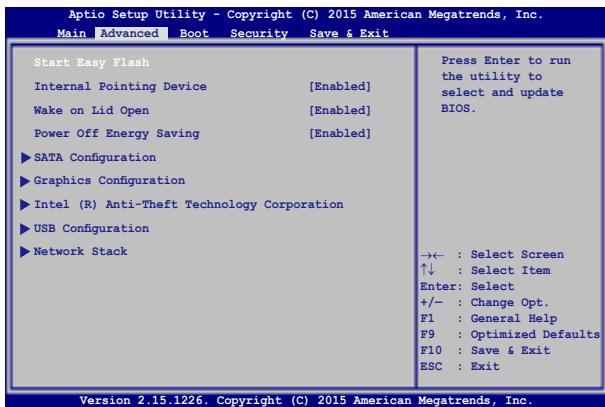 Aptio Setup Utility - Copyright (C) 2015 American Megatrends, Inc.
Main Advanced Boot Security Save & Exit
Start Easy Flash
Internal Pointing Device [Enabled]
Wake on Lid Open [Enabled]
Power Off Energy Saving [Enabled]
SATA Configuration
Graphics Configuration
Intel (R) Anti-Theft Technology Corporation
USB Configuration
Network Stack
Press Enter to run
the utility to
select and update
BIOS.
→← : Select Screen
↑↓ : Select Item
Enter: Select
+/— : Change Opt.
F1 : General Help
F9 : Optimized Defaults
F10 : Save & Exit
ESC : Exit
Version 2.15.1226. Copyright (C) 2015 American Megatrends, Inc.